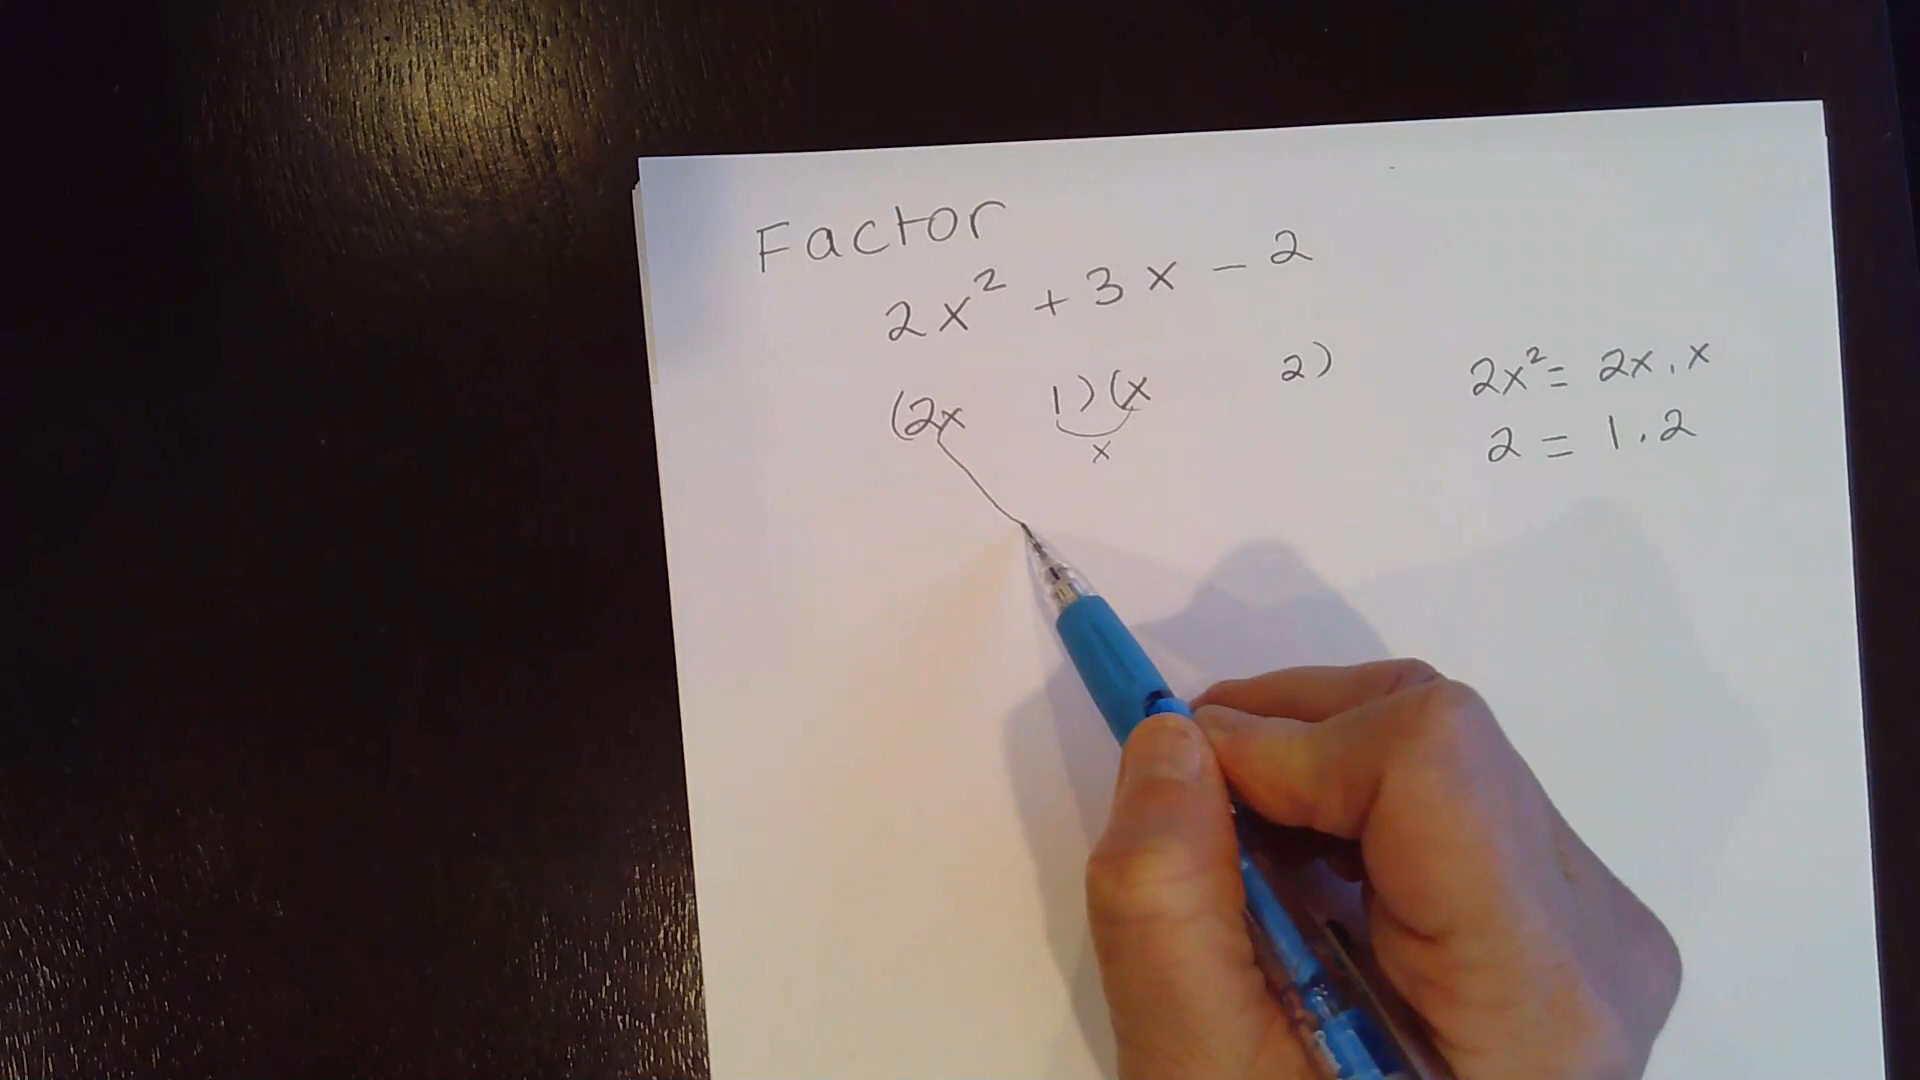 Factor
2x² + 3x - 2
(2x 1)(x 2)
x
2x² = 2x . x
2 = 1 . 2